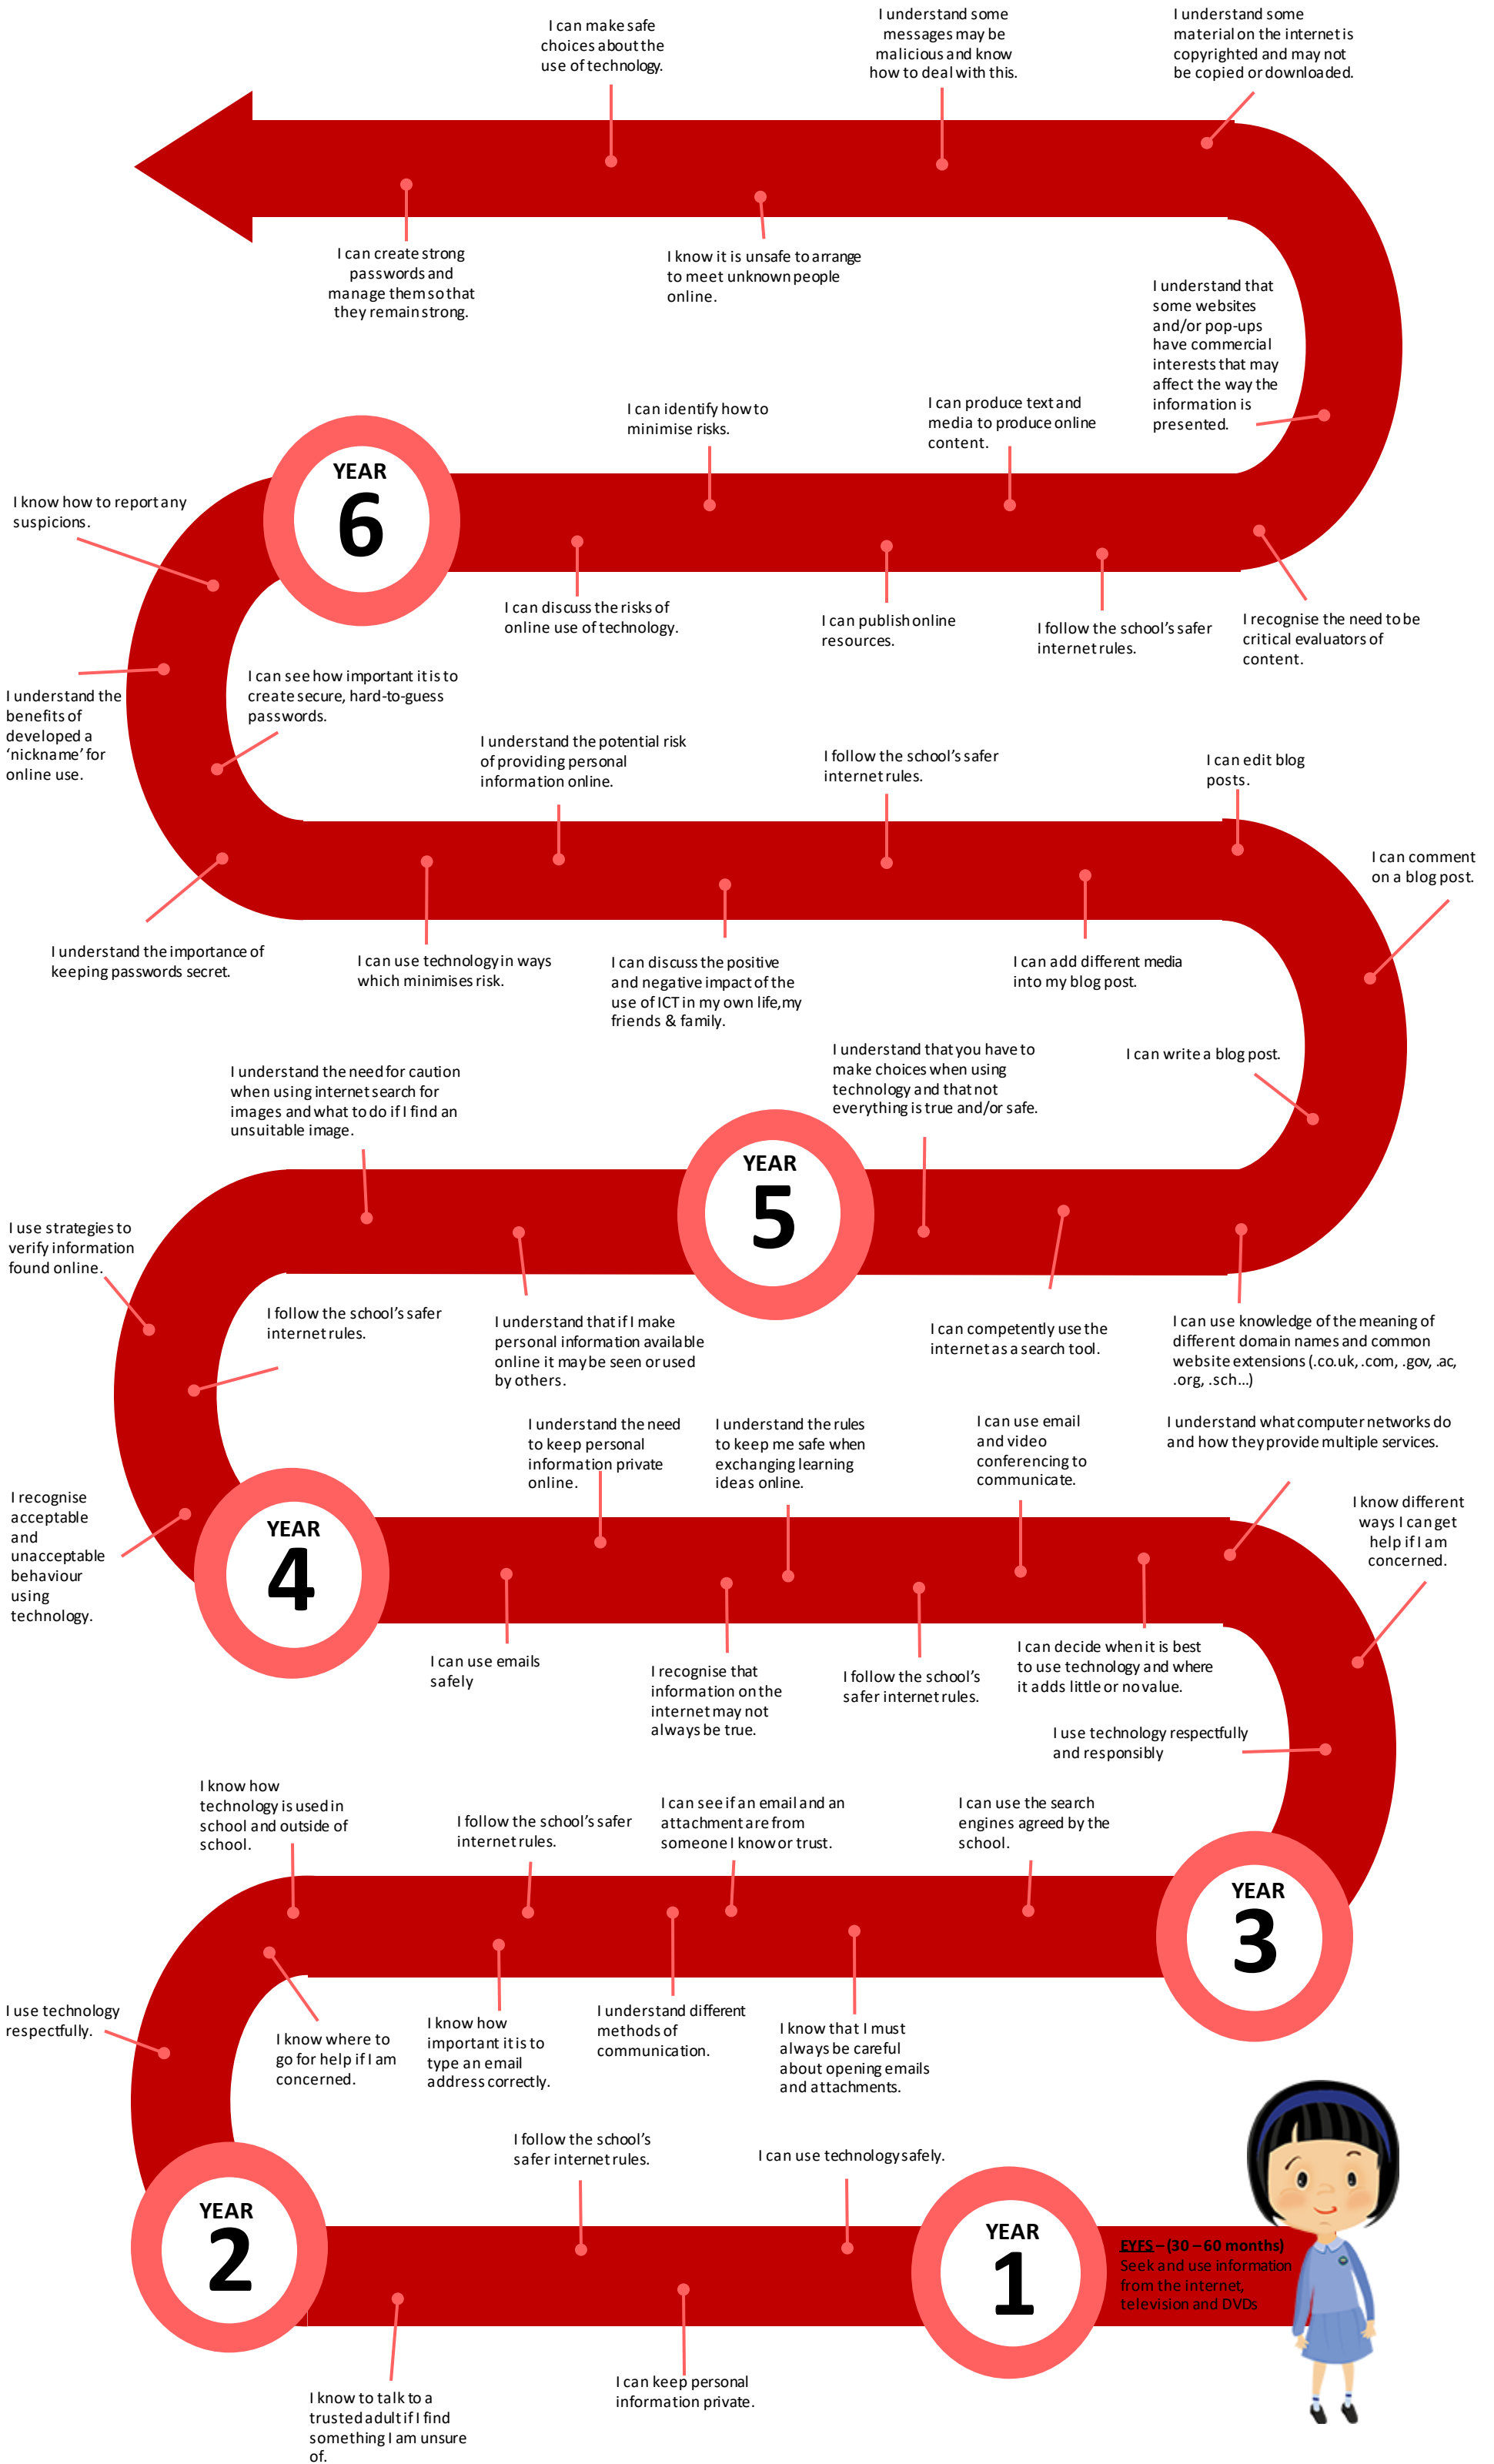 I can make safe
choices about the
use of technology.
I understand some
messages may be
malicious and know
how to deal with this.
I understand some
material on the internet is
copyrighted and may not
be copied or downloaded.
I can create strong
passwords and
manage them so that
they remain strong.
I know it is unsafe to arrange
to meet unknown people
online.
I understand that
some websites
and/or pop-ups
have commercial
interests that may
affect the way the
information is
presented.
I can identify how to
minimise risks.
I can produce text and
media to produce online
content.
YEAR
6
I know how to report any
suspicions.
I can discuss the risks of
online use of technology.
I can publish online
resources.
I follow the school's safer
internet rules.
I recognise the need to be
critical evaluators of
content.
I understand the
benefits of
developed a
‘nickname’ for
online use.
I can see how important it is to
create secure, hard-to-guess
passwords.
I understand the potential risk
of providing personal
information online.
I follow the school’s safer
internet rules.
I can edit blog
posts.
I can comment
on a blog post.
I understand the importance of
keeping passwords secret.
I can use technology in ways
which minimises risk.
I can discuss the positive
and negative impact of the
use of ICT in my own life,my
friends & family.
I can add different media
into my blog post.
I understand the need for caution
when using internet search for
images and what to do if I find an
unsuitable image.
I understand that you have to
make choices when using
technology and that not
everything is true and/or safe.
I can write a blog post.
YEAR
5
I use strategies to
verify information
found online.
I follow the school’s safer
internet rules.
I understand that if I make
personal information available
online it may be seen or used
by others.
I can competently use the
internet as a search tool.
I can use knowledge of the meaning of
different domain names and common
website extensions (.co.uk, .com, .gov, .ac,
.org, .sch…)
I understand the need
to keep personal
information private
online.
I understand the rules
to keep me safe when
exchanging learning
ideas online.
I can use email
and video
conferencing to
communicate.
I understand what computer networks do
and how they provide multiple services.
I recognise
acceptable
and
unacceptable
behaviour
using
technology.
YEAR
4
I know different
ways I can get
help if I am
concerned.
I can use emails
safely
I recognise that
information on the
internet may not
always be true.
I follow the school’s
safer internet rules.
I can decide when it is best
to use technology and where
it adds little or no value.
I use technology respectfully
and responsibly
I know how
technology is used in
school and outside of
school.
I follow the school’s safer
internet rules.
I can see if an email and an
attachment are from
someone I know or trust.
I can use the search
engines agreed by the
school.
YEAR
3
I use technology
respectfully.
I know where to
go for help if I am
concerned.
I know how
important it is to
type an email
address correctly.
I understand different
methods of
communication.
I know that I must
always be careful
about opening emails
and attachments.
I follow the school’s
safer internet rules.
I can use technology safely.
YEAR
2
YEAR
1
EYFS – (30 – 60 months)
Seek and use information
from the internet,
television and DVDs
I know to talk to a
trusted adult if I find
something I am unsure
of.
I can keep personal
information private.